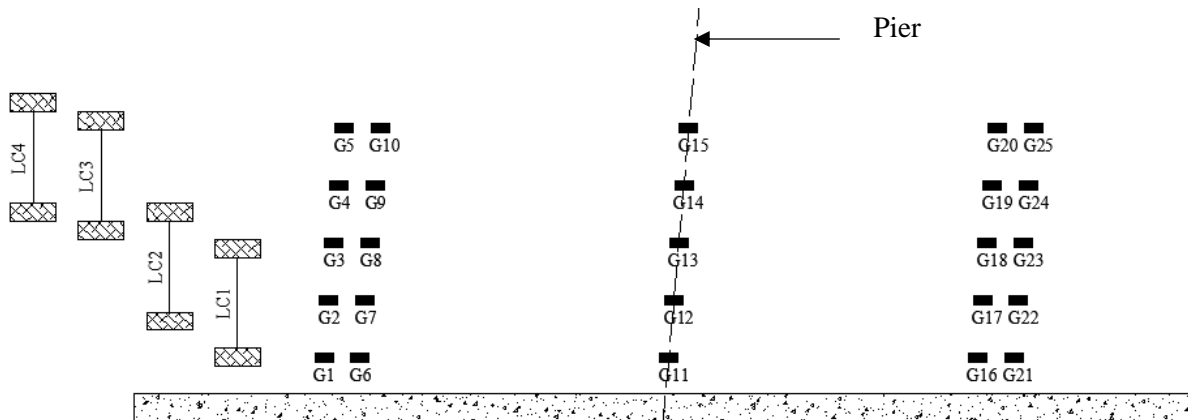 Pier
G5 G10 G15 G20 G25
LC4
LC3
G4 G9 G14 G19 G24
LC2
G3 G8 G13 G18 G23
LC1
G2 G7 G12 G17 G22
G1 G6 G11 G16 G21